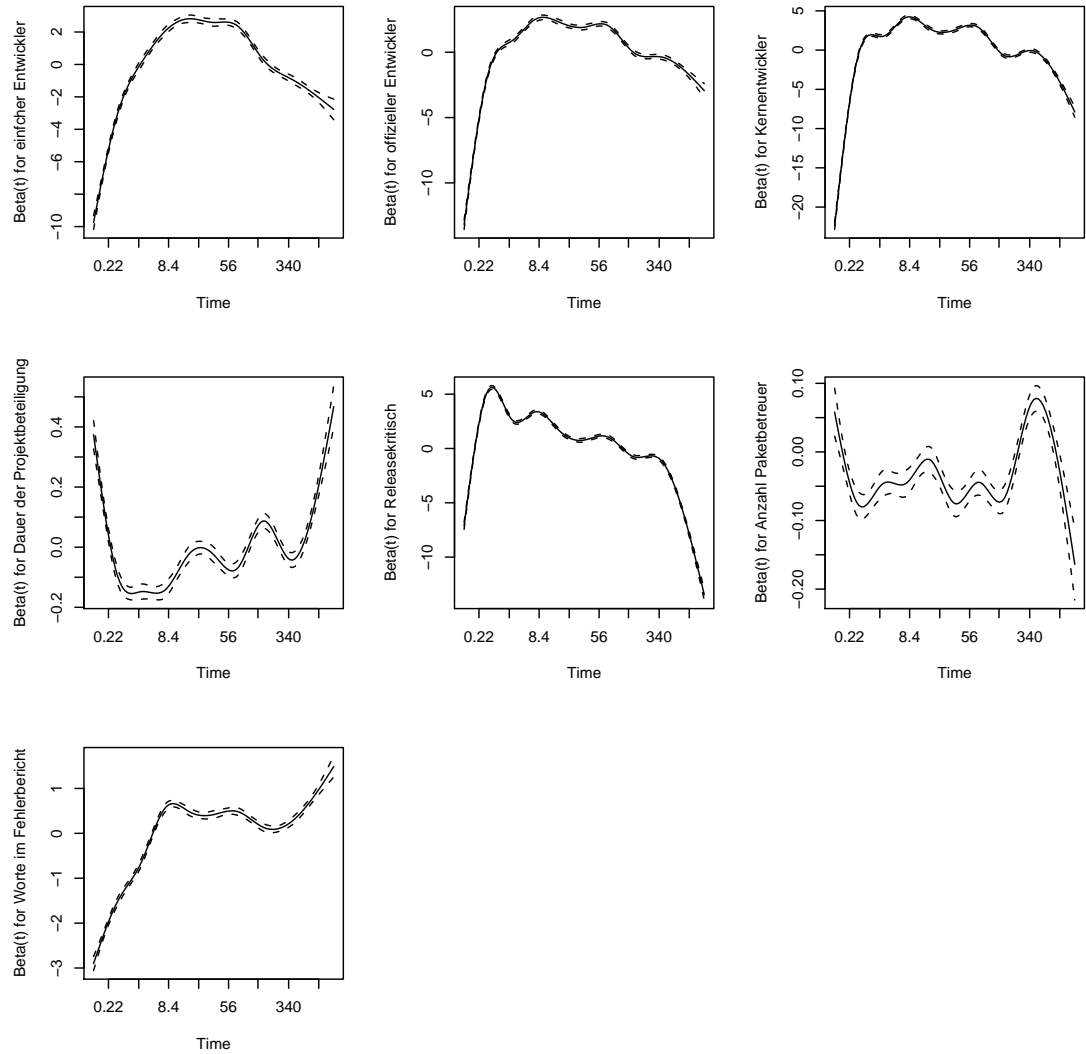 Beta(t) for einfcher Entwickler
2
0
−2
−4
−6
−10
0.22 8.4 56 340
Time
Beta(t) for offizieller Entwickler
0
−5
−10
0.22 8.4 56 340
Time
Beta(t) for Kernentwickler
5
0
−5
−10
−15
−20
0.22 8.4 56 340
Time
Beta(t) for Dauer der Projektbeteiligung
0.4
0.2
0.0
−0.2
0.22 8.4 56 340
Time
Beta(t) for Releasekritisch
5
0
−5
−10
0.22 8.4 56 340
Time
Beta(t) for Anzahl Paketbetreuer
0.10
0.00
−0.10
−0.20
0.22 8.4 56 340
Time
Beta(t) for Worte im Fehlerbericht
1
0
−1
−2
−3
0.22 8.4 56 340
Time